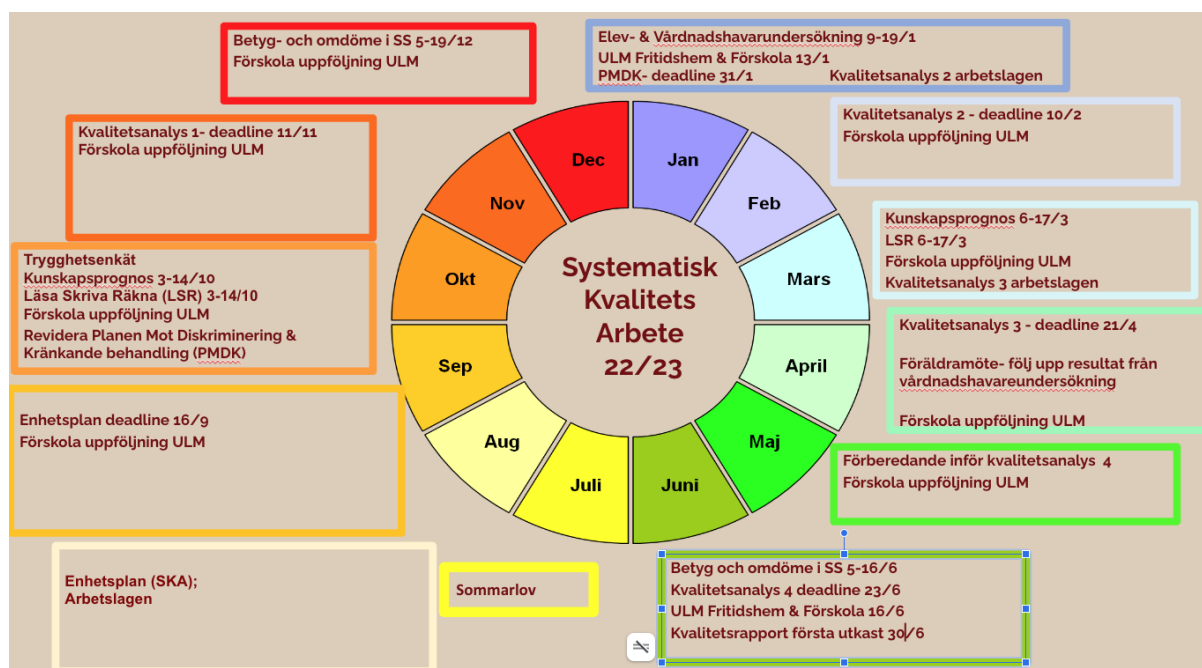 Betyg- och omdöme i SS 5-19/12
Förskola uppföljning ULM
Elev- & Vårdnadshavarundersökning 9-19/1
ULM Fritidshem & Förskola 13/1
PMDK- deadline 31/1 Kvalitetsanalys 2 arbetslagen
Kvalitetsanalys 1- deadline 11/11
Förskola uppföljning ULM
Kvalitetsanalys 2 - deadline 10/2
Förskola uppföljning ULM
Trygghetsenkät
Kunskapsprognos 3-14/10
Läsa Skriva Räkna (LSR) 3-14/10
Förskola uppföljning ULM
Revidera Planen Mot Diskriminering &
Kränkande behandling (PMDK)
Kunskapsprognos 6-17/3
LSR 6-17/3
Förskola uppföljning ULM
Kvalitetsanalys 3 arbetslagen
Enhetsplan deadline 16/9
Förskola uppföljning ULM
Kvalitetsanalys 3 - deadline 21/4
Föräldramöte- följ upp resultat från
vårdnadshavareundersökning
Förskola uppföljning ULM
Enhetsplan (SKA);
Arbetslagen
Sommarlov
Förberedande inför kvalitetsanalys 4
Förskola uppföljning ULM
Betyg och omdöme i SS 5-16/6
Kvalitetsanalys 4 deadline 23/6
ULM Fritidshem & Förskola 16/6
Kvalitetsrapport första utkast 30/6
Jan
Feb
Mars
April
Maj
Juni
Juli
Aug
Sep
Okt
Nov
Dec
Systematisk
Kvalitets
Arbete
22/23